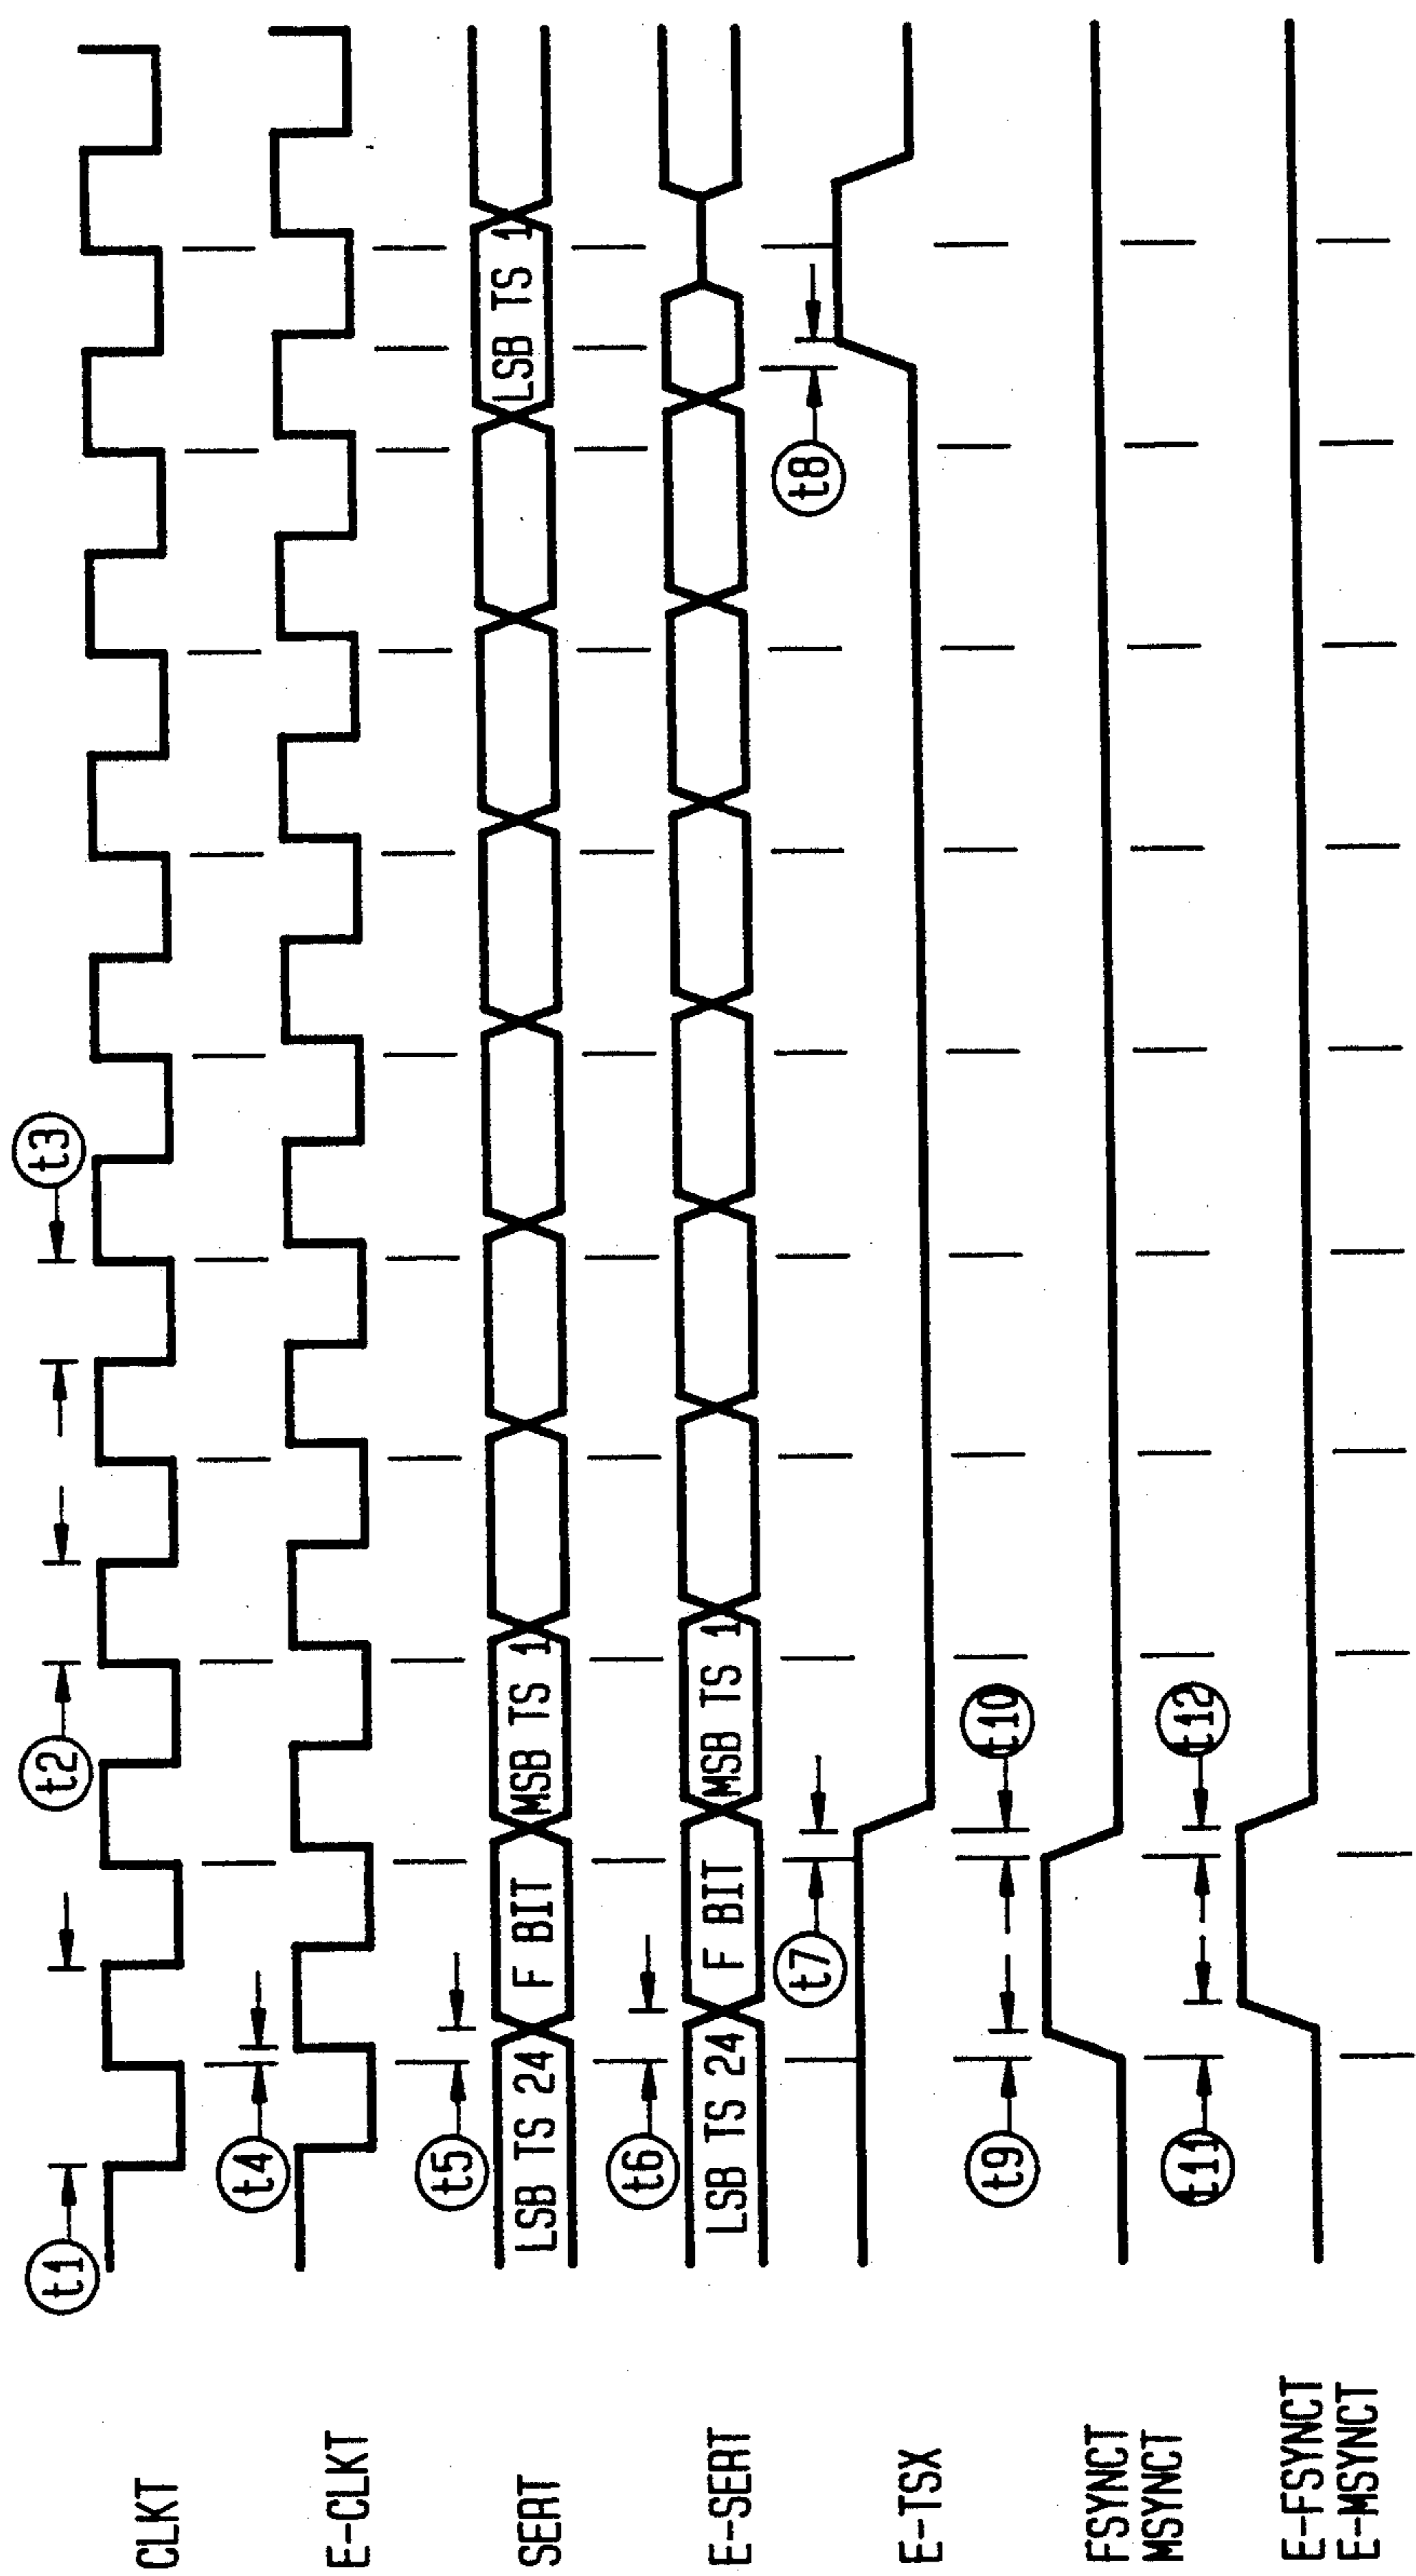 CLKT
t1
t2
t3
E-CLKT
t4
SERT
t5
LSB TS 24
F BIT
MSB TS 1
LSB TS 1
E-SERT
t6
LSB TS 24
F BIT
MSB TS 1
E-TSX
t7
t8
FSYNCT
MSYNCT
t9
t10
E-FSYNCT
E-MSYNCT
t11
t12